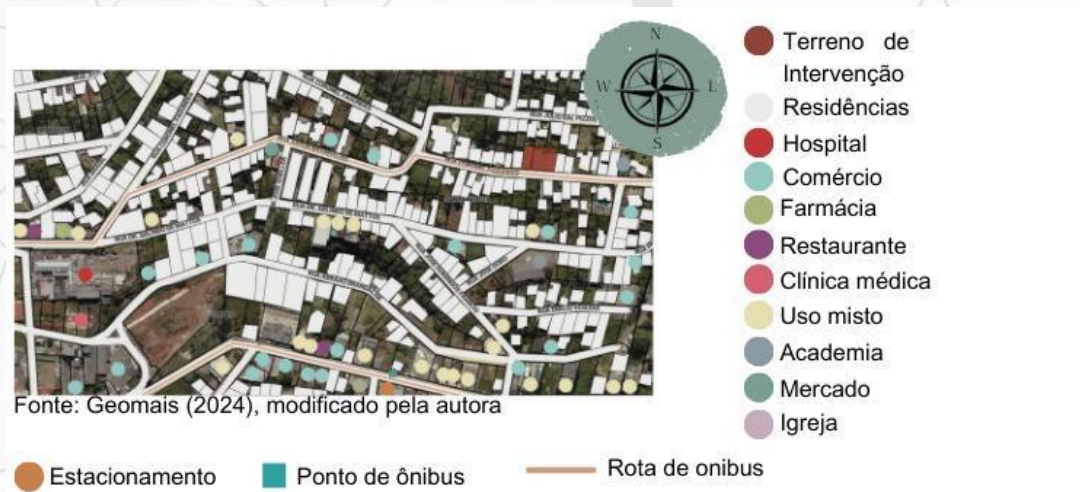 N
W L
S
Terreno de
Intervenção
Residências
Hospital
Comércio
Farmácia
Restaurante
Clínica médica
Uso misto
Academia
Mercado
Igreja
Fonte: Geomais (2024), modificado pela autora
Estacionamento
Ponto de ônibus
Rota de onibus